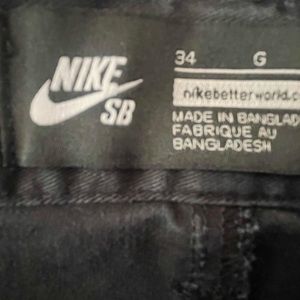 NIKE
SB
34 G
nikebetterworld.c
MADE IN BANGLAD
FABRIQUE AU
BANGLADESH